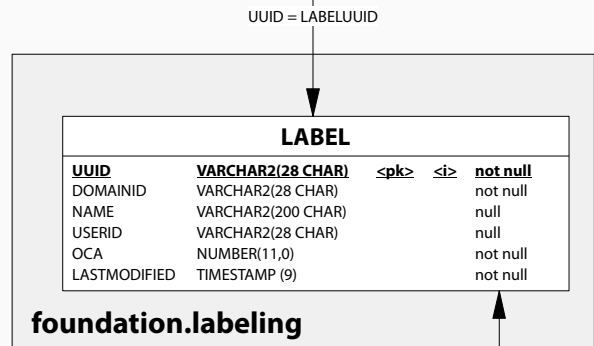 UUID = LABELUUID
LABEL
UUID VARCHAR2(28 CHAR) <pk> <i> not null
DOMAINID VARCHAR2(28 CHAR) not null
NAME VARCHAR2(200 CHAR) null
USERID VARCHAR2(28 CHAR) null
OCA NUMBER(11,0) not null
LASTMODIFIED TIMESTAMP (9) not null
foundation.labeling